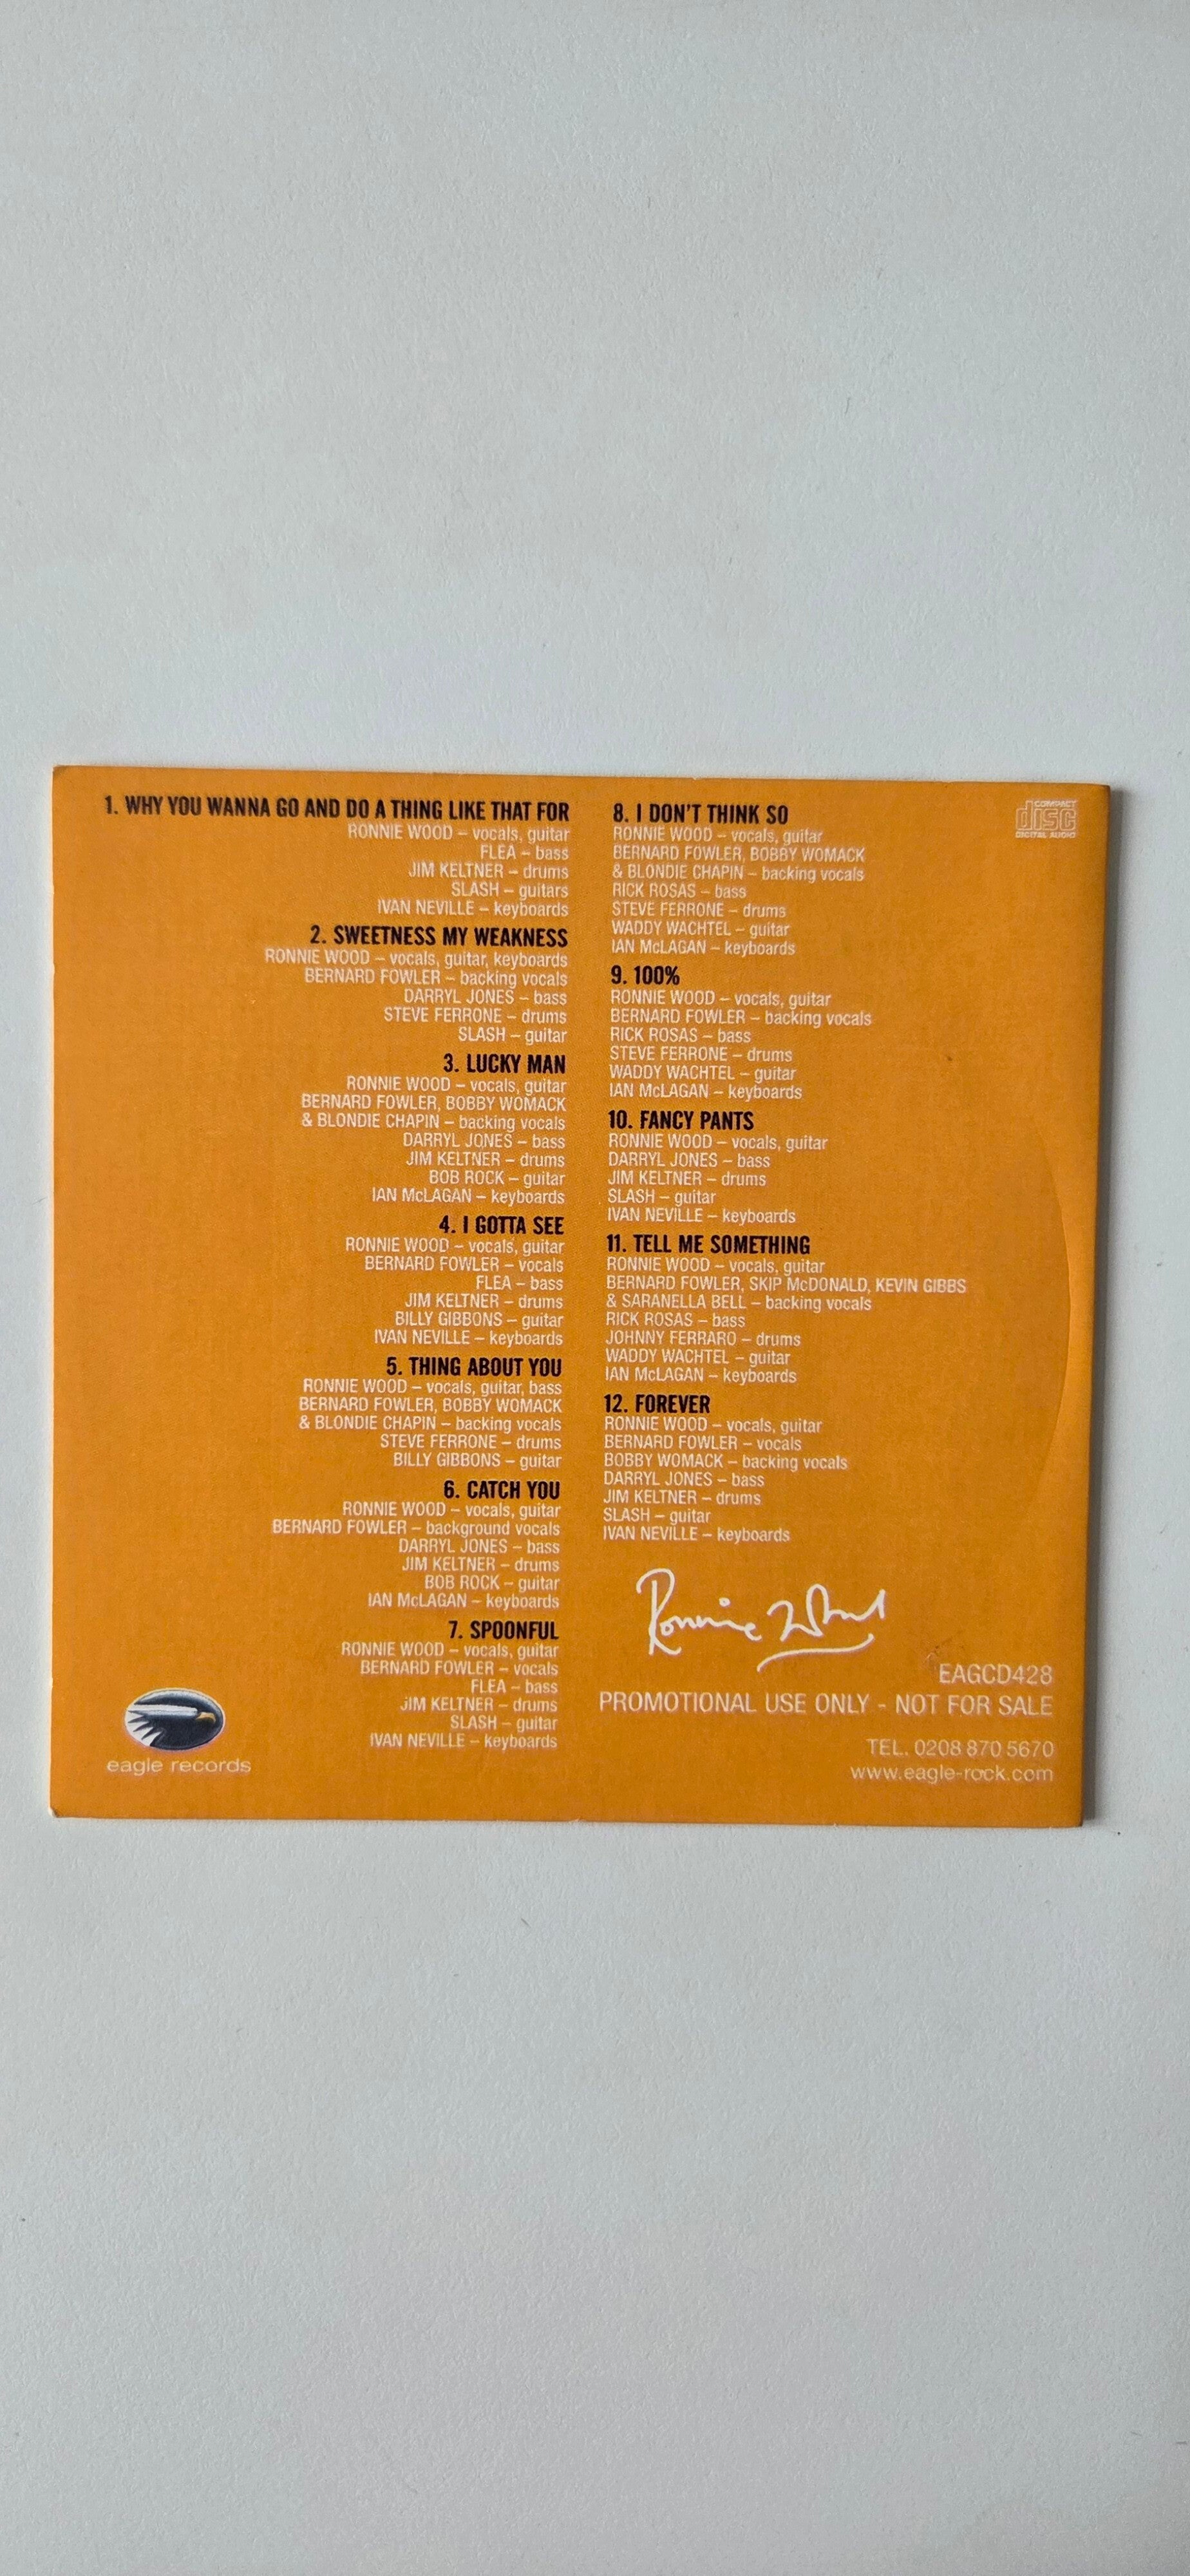 1. WHY YOU WANNA GO AND DO A THING LIKE THAT FOR
RONNIE WOOD – vocals, guitar
FLEA – bass
JIM KELTNER – drums
SLASH – guitars
IVAN NEVILLE – keyboards
2. SWEETNESS MY WEAKNESS
RONNIE WOOD – vocals, guitar, keyboards
BERNARD FOWLER – backing vocals
DARRYL JONES – bass
STEVE FERRONE – drums
SLASH – guitar
3. LUCKY MAN
RONNIE WOOD – vocals, guitar
BERNARD FOWLER, BOBBY WOMACK
& BLONDIE CHAPIN – backing vocals
DARRYL JONES – bass
JIM KELTNER – drums
BOB ROCK – guitar
IAN McLAGAN – keyboards
4. I GOTTA SEE
RONNIE WOOD – vocals, guitar
BERNARD FOWLER – vocals
FLEA – bass
JIM KELTNER – drums
BILLY GIBBONS – guitar
IVAN NEVILLE – keyboards
5. THING ABOUT YOU
RONNIE WOOD – vocals, guitar, bass
BERNARD FOWLER, BOBBY WOMACK
& BLONDIE CHAPIN – backing vocals
STEVE FERRONE – drums
BILLY GIBBONS – guitar
6. CATCH YOU
RONNIE WOOD – vocals, guitar
BERNARD FOWLER – background vocals
DARRYL JONES – bass
JIM KELTNER – drums
BOB ROCK – guitar
IAN McLAGAN – keyboards
7. SPOONFUL
RONNIE WOOD – vocals, guitar
BERNARD FOWLER – vocals
FLEA – bass
JIM KELTNER – drums
SLASH – guitar
IVAN NEVILLE – keyboards
eagle records
8. I DON'T THINK SO
RONNIE WOOD – vocals, guitar
BERNARD FOWLER, BOBBY WOMACK
& BLONDIE CHAPIN – backing vocals
RICK ROSAS – bass
STEVE FERRONE – drums
WADDY WACHTEL – guitar
IAN McLAGAN – keyboards
9. 100%
RONNIE WOOD – vocals, guitar
BERNARD FOWLER – backing vocals
RICK ROSAS – bass
STEVE FERRONE – drums
WADDY WACHTEL – guitar
IAN McLAGAN – keyboards
10. FANCY PANTS
RONNIE WOOD – vocals, guitar
DARRYL JONES – bass
JIM KELTNER – drums
SLASH – guitar
IVAN NEVILLE – keyboards
11. TELL ME SOMETHING
RONNIE WOOD – vocals, guitar
BERNARD FOWLER, SKIP McDONALD, KEVIN GIBBS
& SARANELLA BELL – backing vocals
RICK ROSAS – bass
JOHNNY FERRARO – drums
WADDY WACHTEL – guitar
IAN McLAGAN – keyboards
12. FOREVER
RONNIE WOOD – vocals, guitar
BERNARD FOWLER – vocals
BOBBY WOMACK – backing vocals
DARRYL JONES – bass
JIM KELTNER – drums
SLASH – guitar
IVAN NEVILLE – keyboards
Ronnie Wood
EAGCD428
PROMOTIONAL USE ONLY - NOT FOR SALE
TEL. 0208 870 5670
www.eagle-rock.com
COMPACT
disc
DIGITAL AUDIO